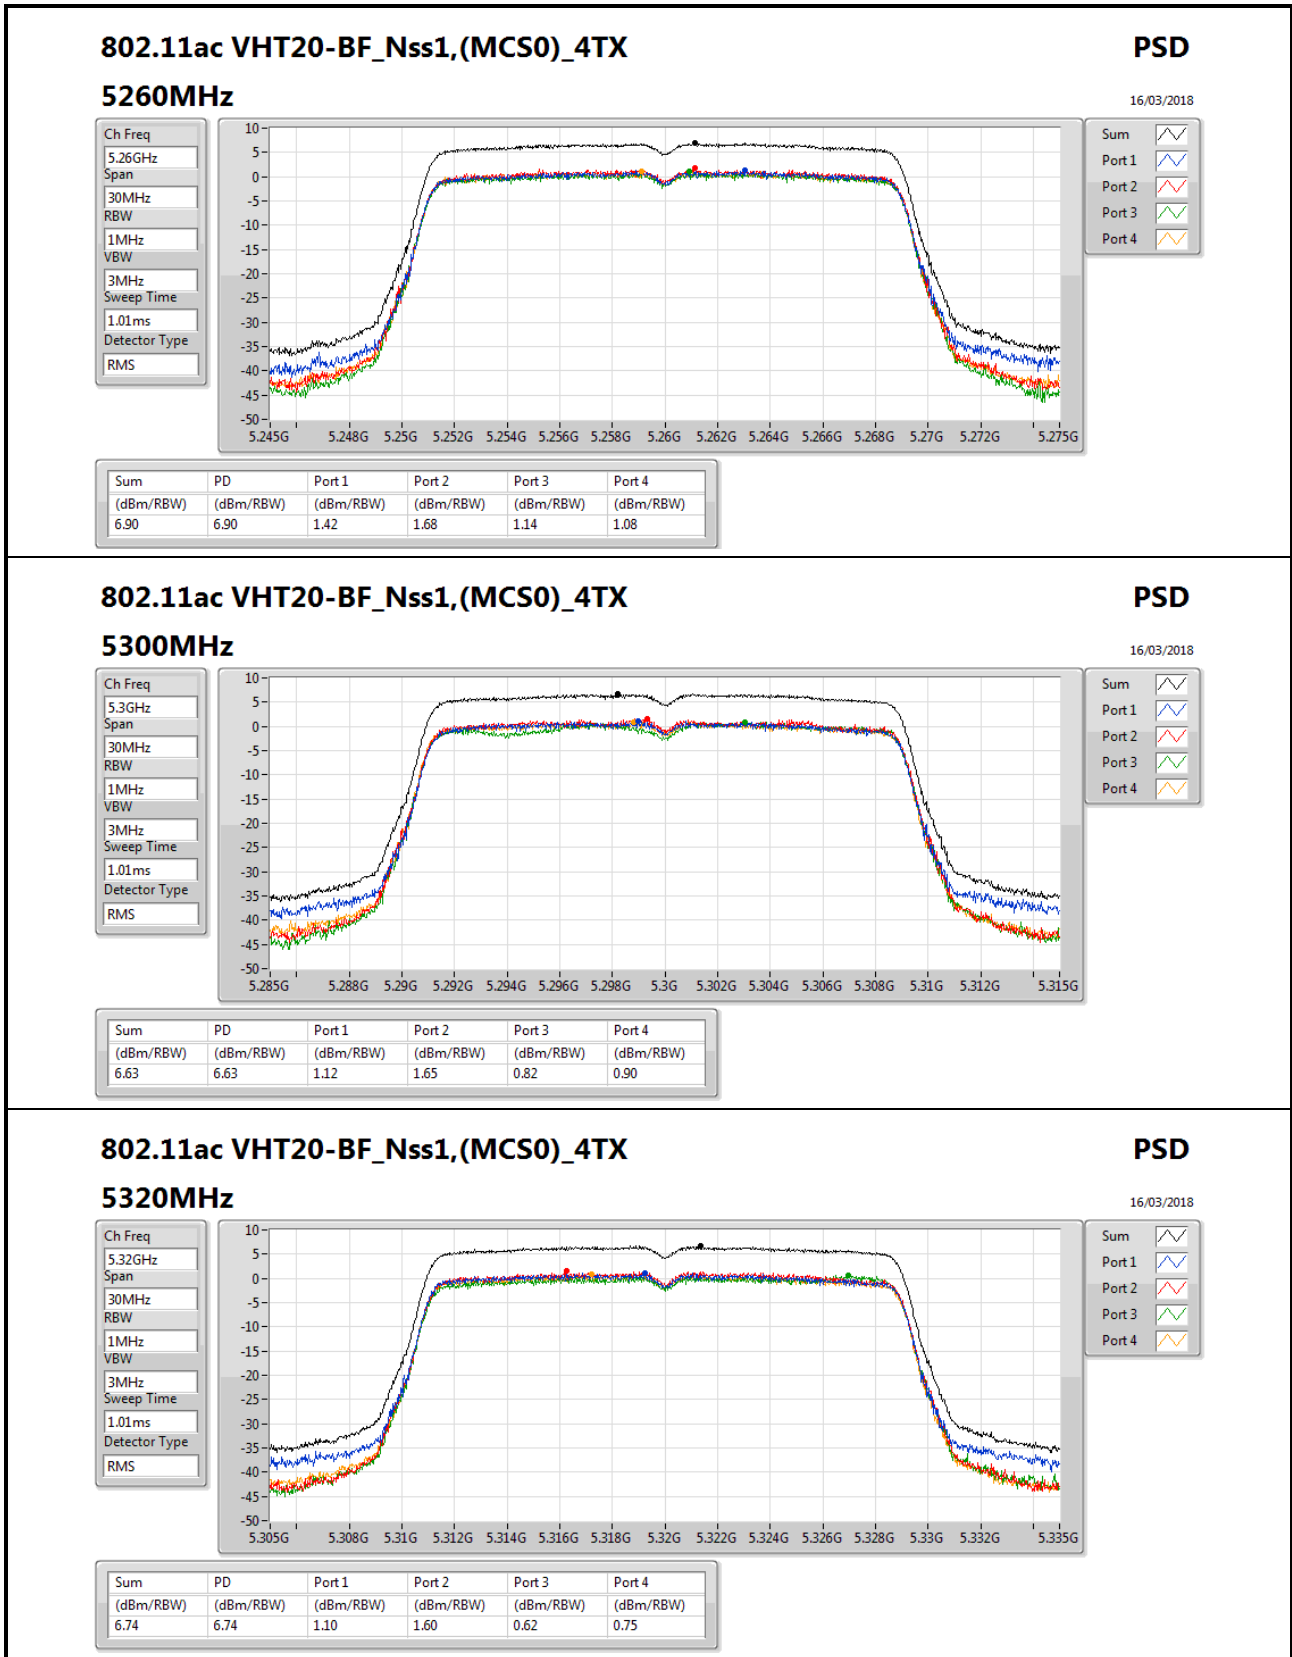 802.11ac VHT20-BF_Nss1,(MCS0)_4TX PSD
5260MHz 16/03/2018
Ch Freq
5.26GHz
Span
30MHz
RBW
1MHz
VBW
3MHz
Sweep Time
1.01ms
Detector Type
RMS
10
5
0
-5
-10
-15
-20
-25
-30
-35
-40
-45
-50
5.245G 5.248G 5.25G 5.252G 5.254G 5.256G 5.258G 5.26G 5.262G 5.264G 5.266G 5.268G 5.27G 5.272G 5.275G
Sum
Port 1
Port 2
Port 3
Port 4
Sum PD Port 1 Port 2 Port 3 Port 4
(dBm/RBW) (dBm/RBW) (dBm/RBW) (dBm/RBW) (dBm/RBW) (dBm/RBW)
6.90 6.90 1.42 1.68 1.14 1.08
802.11ac VHT20-BF_Nss1,(MCS0)_4TX PSD
5300MHz 16/03/2018
Ch Freq
5.3GHz
Span
30MHz
RBW
1MHz
VBW
3MHz
Sweep Time
1.01ms
Detector Type
RMS
10
5
0
-5
-10
-15
-20
-25
-30
-35
-40
-45
-50
5.285G 5.288G 5.29G 5.292G 5.294G 5.296G 5.298G 5.3G 5.302G 5.304G 5.306G 5.308G 5.31G 5.312G 5.315G
Sum
Port 1
Port 2
Port 3
Port 4
Sum PD Port 1 Port 2 Port 3 Port 4
(dBm/RBW) (dBm/RBW) (dBm/RBW) (dBm/RBW) (dBm/RBW) (dBm/RBW)
6.63 6.63 1.12 1.65 0.82 0.90
802.11ac VHT20-BF_Nss1,(MCS0)_4TX PSD
5320MHz 16/03/2018
Ch Freq
5.32GHz
Span
30MHz
RBW
1MHz
VBW
3MHz
Sweep Time
1.01ms
Detector Type
RMS
10
5
0
-5
-10
-15
-20
-25
-30
-35
-40
-45
-50
5.305G 5.308G 5.31G 5.312G 5.314G 5.316G 5.318G 5.32G 5.322G 5.324G 5.326G 5.328G 5.33G 5.332G 5.335G
Sum
Port 1
Port 2
Port 3
Port 4
Sum PD Port 1 Port 2 Port 3 Port 4
(dBm/RBW) (dBm/RBW) (dBm/RBW) (dBm/RBW) (dBm/RBW) (dBm/RBW)
6.74 6.74 1.10 1.60 0.62 0.75